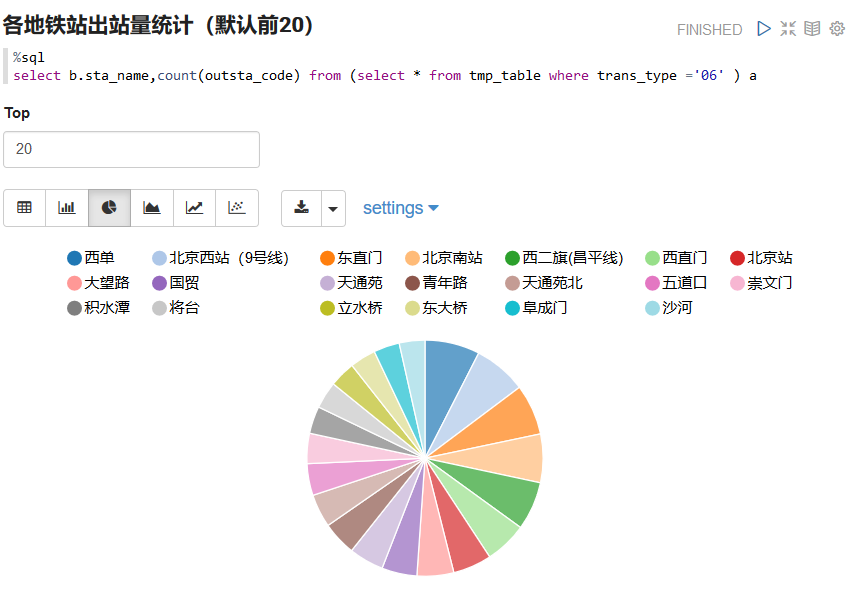 各地铁站出站量统计（默认前20）
FINISHED
%sql
select b.sta_name,count(outsta_code) from (select * from tmp_table where trans_type ='06' ) a
Top
20
settings
西单 北京西站（9号线） 东直门 北京南站 西二旗(昌平线) 西直门 北京站
大望路 国贸 天通苑 青年路 天通苑北 五道口 崇文门
积水潭 将台 立水桥 东大桥 阜成门 沙河